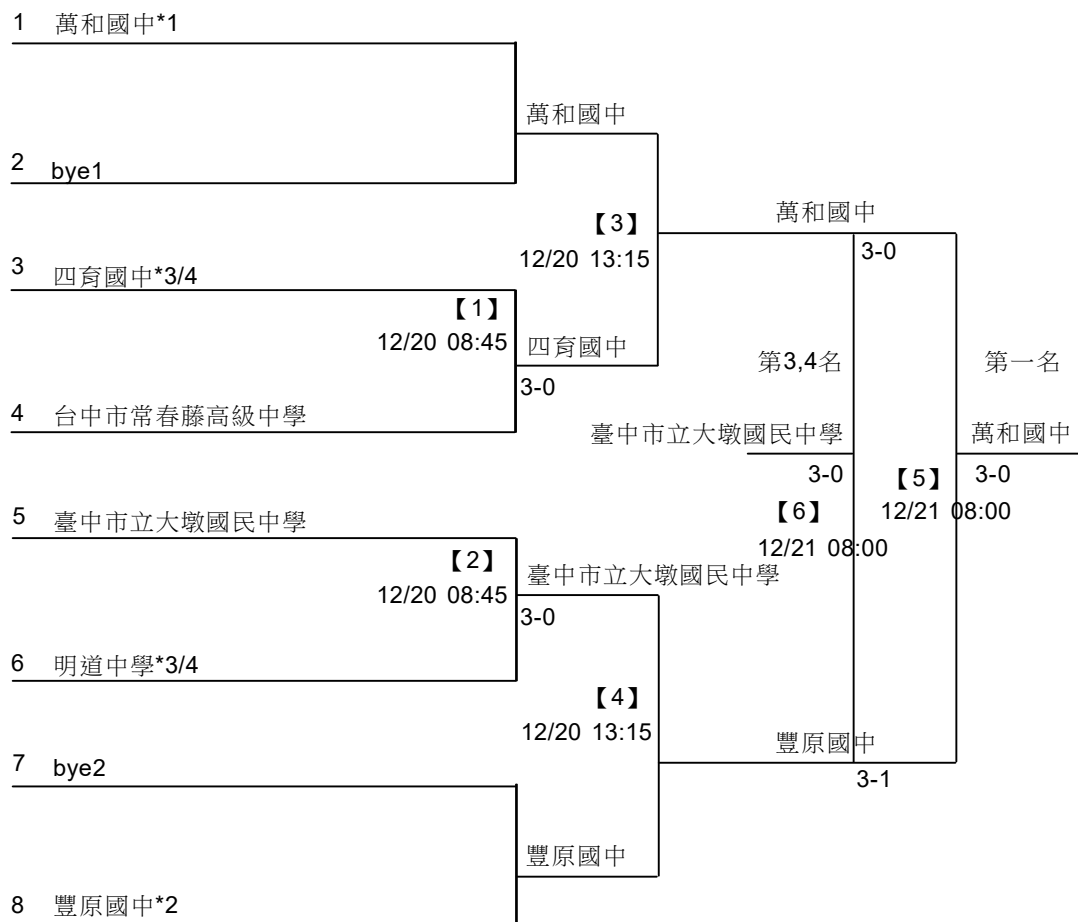 1 萬和國中*1
萬和國中
2 bye1
萬和國中
【3】
3-0
12/20 13:15
3 四育國中*3/4
【1】
12/20 08:45
四育國中
第3,4名
第一名
3-0
4 台中市常春藤高級中學
臺中市立大墩國民中學
萬和國中
3-0
【5】
3-0
5 臺中市立大墩國民中學
【6】
12/21 08:00
12/21 08:00
【2】
臺中市立大墩國民中學
12/20 08:45
3-0
6 明道中學*3/4
【4】
12/20 13:15
豐原國中
7 bye2
3-1
豐原國中
8 豐原國中*2